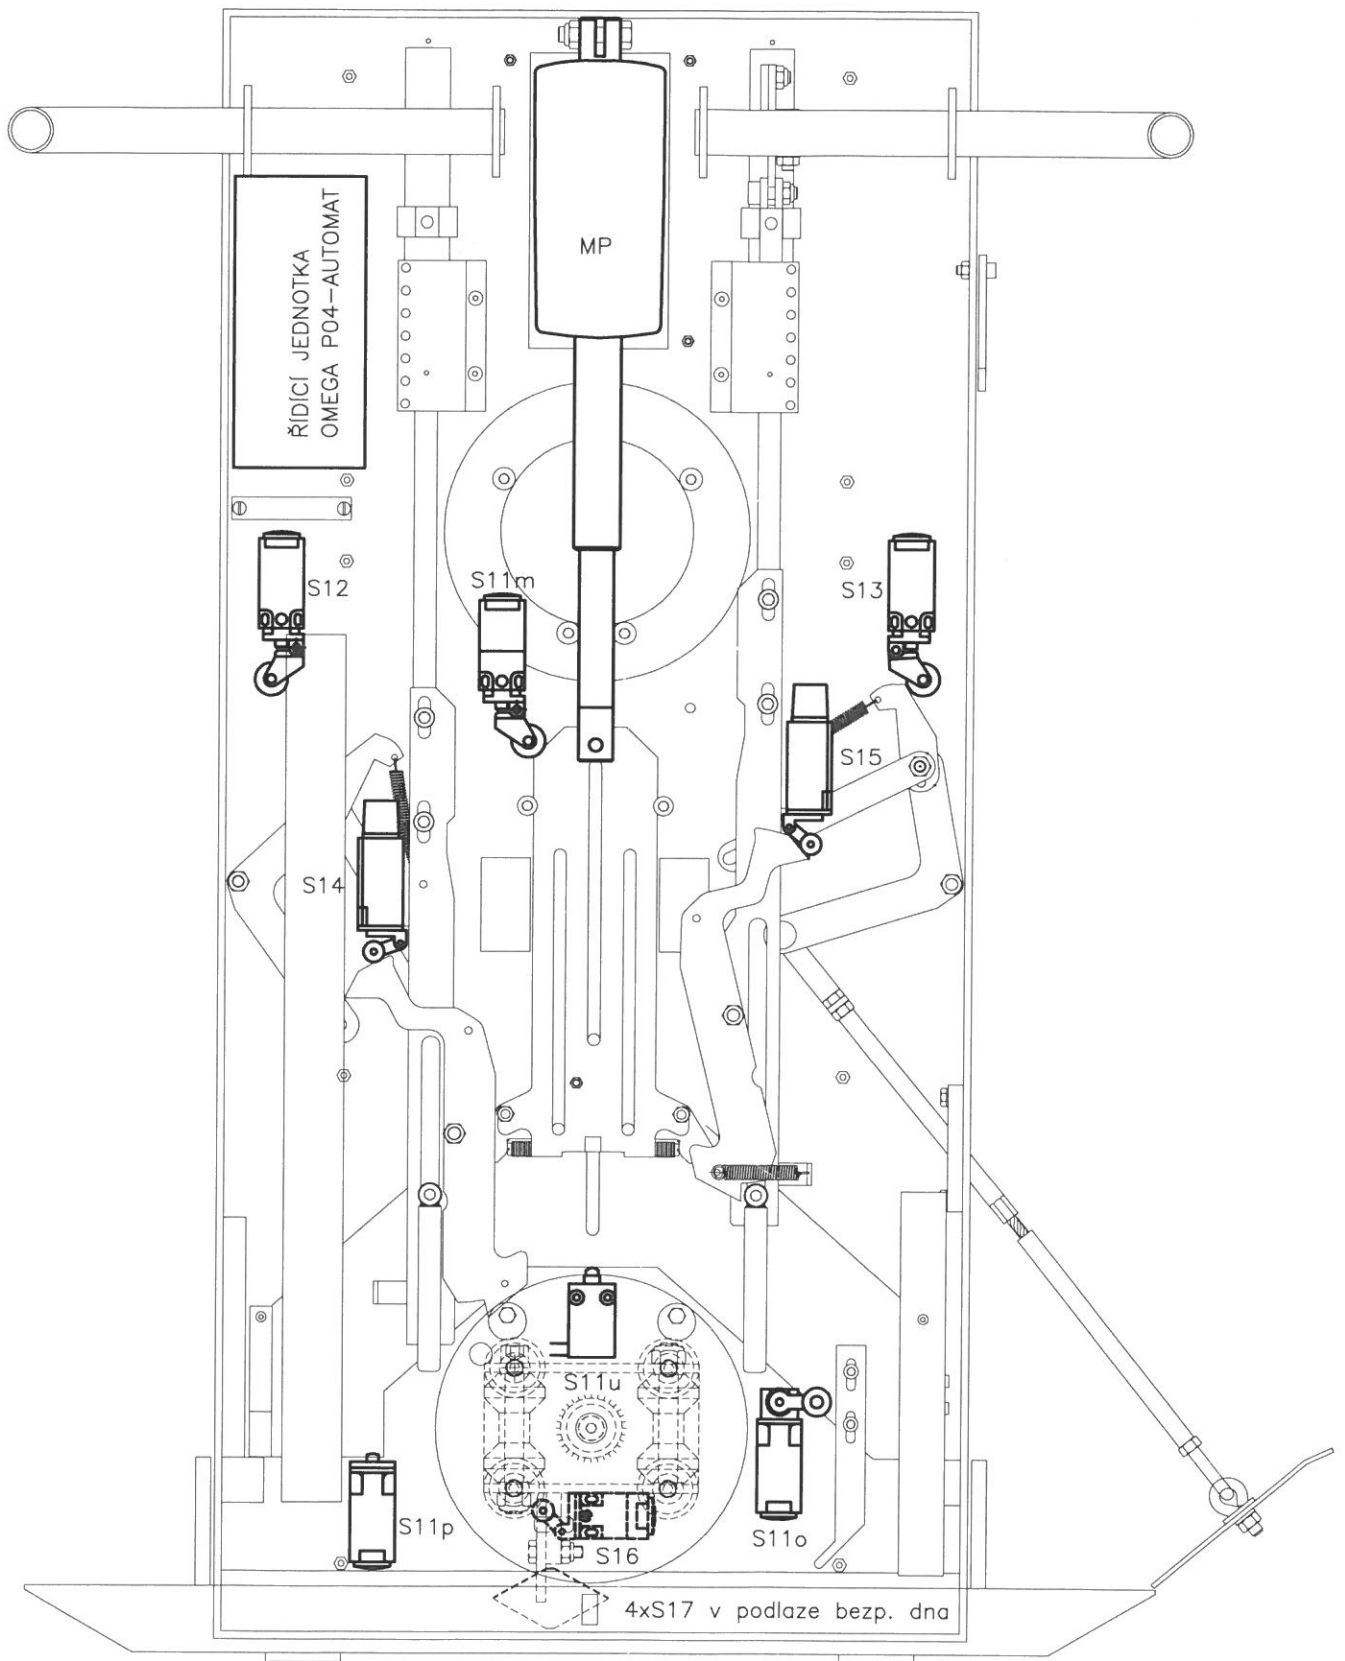 MP
ŘÍDÍCÍ JEDNOTKA
OMEGA P04-AUTOMAT
S12
S11m
S13
S15
S14
S11u
S11p
S16
S11o
4xS17 v podlaze bezp. dna